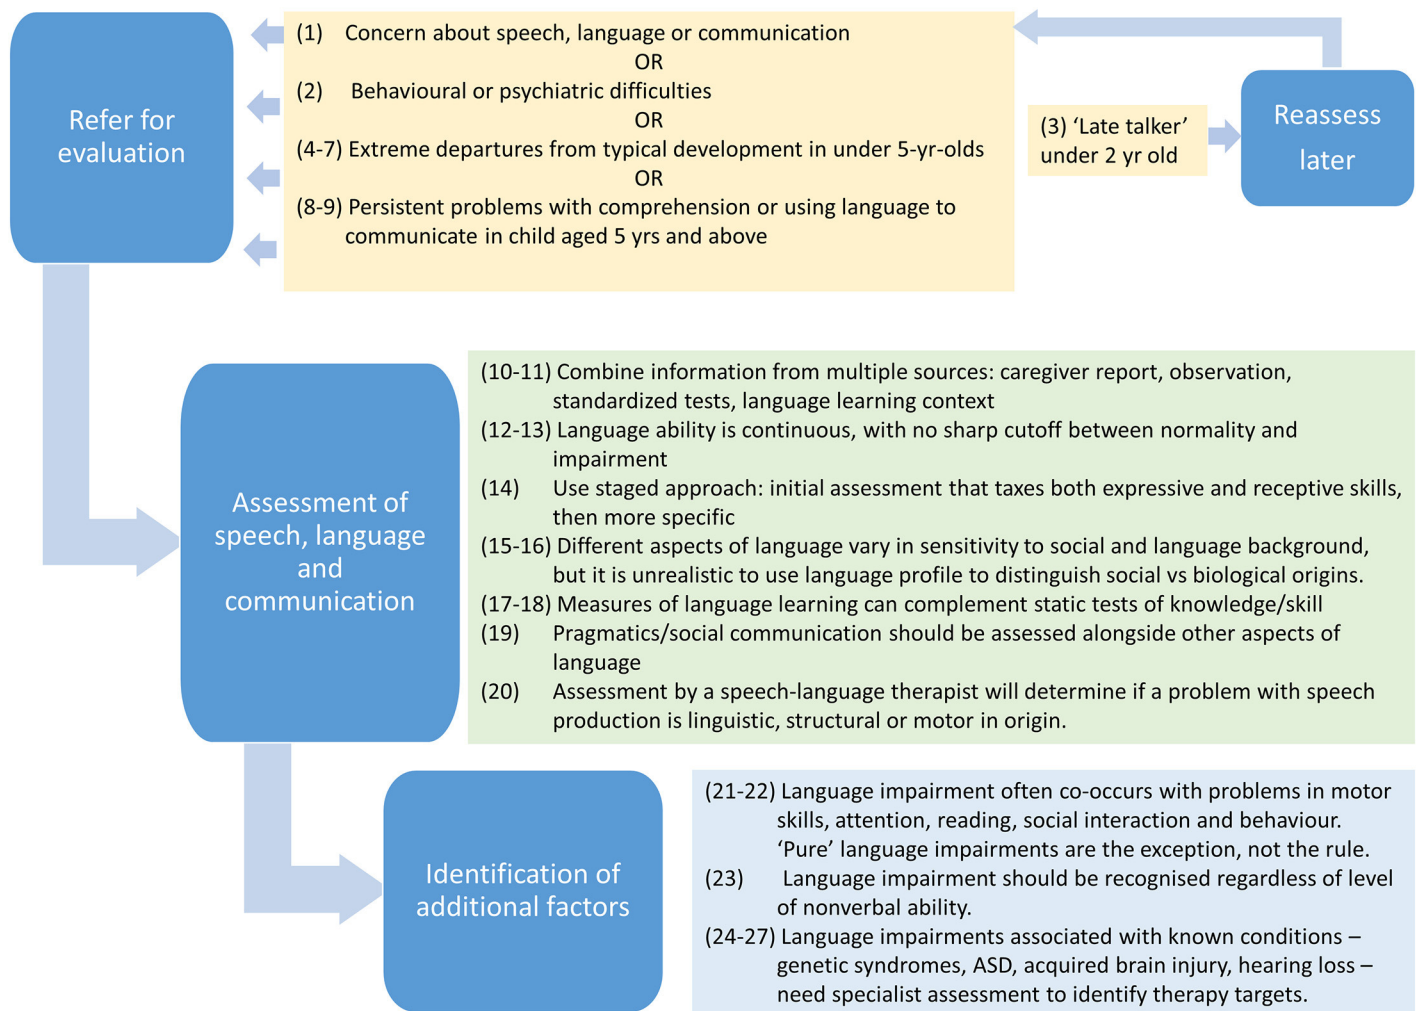 Refer for
evaluation
(1) Concern about speech, language or communication
OR
(2) Behavioural or psychiatric difficulties
OR
(4-7) Extreme departures from typical development in under 5-yr-olds
OR
(8-9) Persistent problems with comprehension or using language to
communicate in child aged 5 yrs and above
(3) ‘Late talker’
under 2 yr old
Reassess
later
Assessment of
speech, language
and
communication
(10-11) Combine information from multiple sources: caregiver report, observation,
standardized tests, language learning context
(12-13) Language ability is continuous, with no sharp cutoff between normality and
impairment
(14) Use staged approach: initial assessment that taxes both expressive and receptive skills,
then more specific
(15-16) Different aspects of language vary in sensitivity to social and language background,
but it is unrealistic to use language profile to distinguish social vs biological origins.
(17-18) Measures of language learning can complement static tests of knowledge/skill
(19) Pragmatics/social communication should be assessed alongside other aspects of
language
(20) Assessment by a speech-language therapist will determine if a problem with speech
production is linguistic, structural or motor in origin.
Identification of
additional factors
(21-22) Language impairment often co-occurs with problems in motor
skills, attention, reading, social interaction and behaviour.
‘Pure’ language impairments are the exception, not the rule.
(23) Language impairment should be recognised regardless of level
of nonverbal ability.
(24-27) Language impairments associated with known conditions –
genetic syndromes, ASD, acquired brain injury, hearing loss –
need specialist assessment to identify therapy targets.